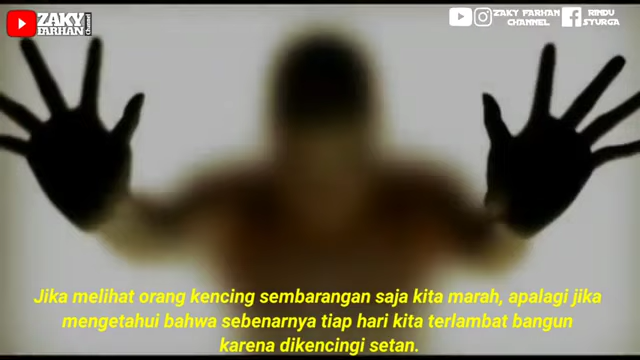 ZAKY
FARHAN
Channel
ZAKY FARHAN
CHANNEL
RINDU
SYURGA
Jika melihat orang kencing sembarangan saja kita marah, apalagi jika
mengetahui bahwa sebenarnya tiap hari kita terlambat bangun
karena dikencingi setan.